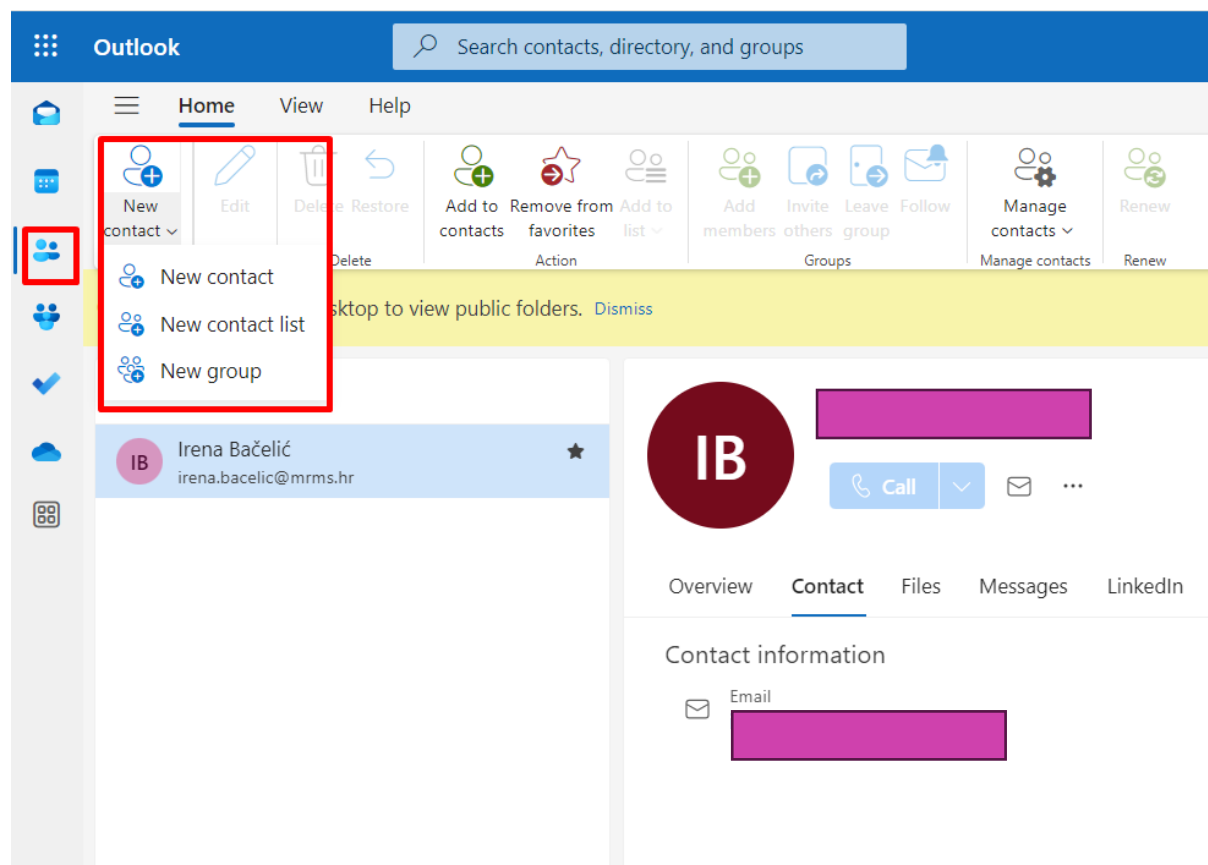 Outlook
Search contacts, directory, and groups
Home View Help
New contact
Edit
Delete Restore
Add to contacts
Remove from favorites
Add to list
Add members
Invite others
Leave group
Follow
Manage contacts
Renew
Delete
Action
Groups
Manage contacts
Renew
New contact
New contact list
New group
sktop to view public folders. Dismiss
IB
Irena Bačelić
irena.bacelic@mrms.hr
IB
Call
Overview Contact Files Messages LinkedIn
Contact information
Email